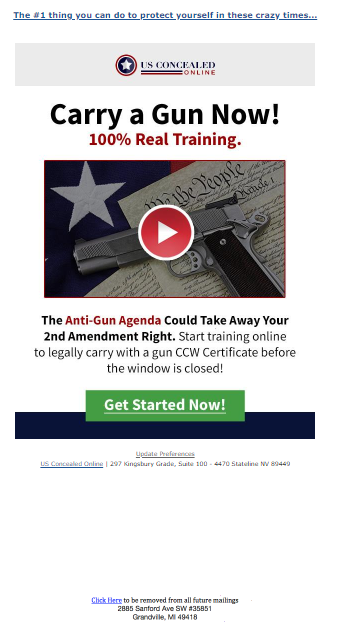 The #1 thing you can do to protect yourself in these crazy times...
US CONCEALED
ONLINE
Carry a Gun Now!
100% Real Training.
We the People
Article I
The Anti-Gun Agenda Could Take Away Your
2nd Amendment Right. Start training online
to legally carry with a gun CCW Certificate before
the window is closed!
Get Started Now!
Update Preferences
US Concealed Online | 297 Kingsbury Grade, Suite 100 - 4470 Stateline NV 89449
Click Here to be removed from all future mailings
2885 Sanford Ave SW #35851
Grandville, MI 49418